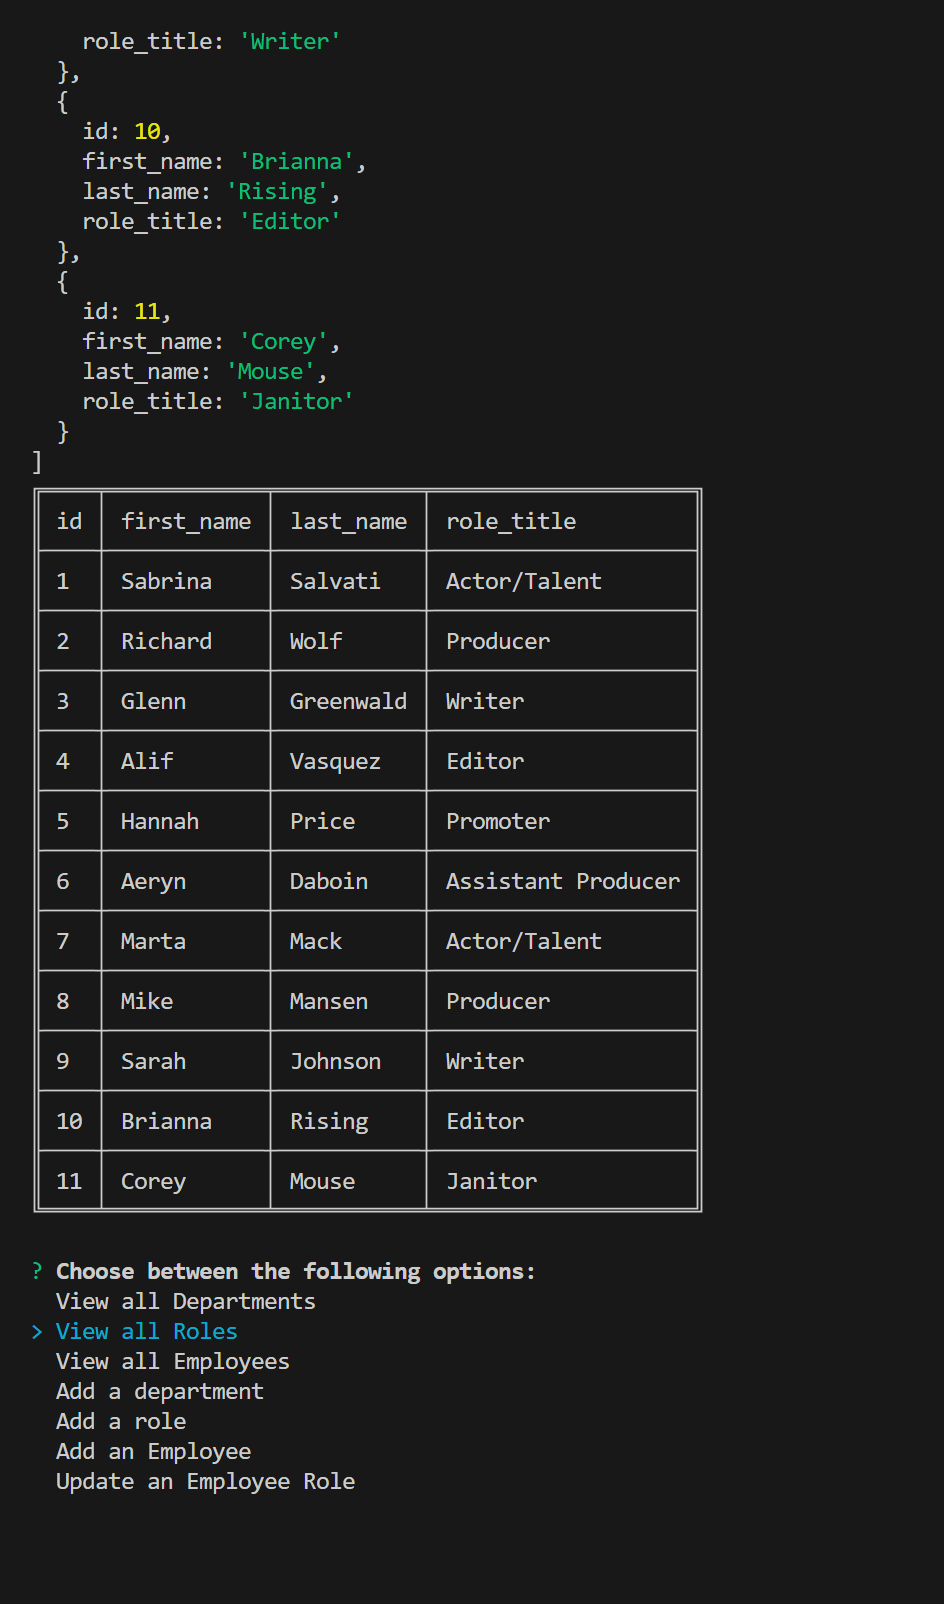 role_title: 'Writer'
},
{
id: 10,
first_name: 'Brianna',
last_name: 'Rising',
role_title: 'Editor'
},
{
id: 11,
first_name: 'Corey',
last_name: 'Mouse',
role_title: 'Janitor'
}
]
id first_name last_name role_title
1 Sabrina Salvati Actor/Talent
2 Richard Wolf Producer
3 Glenn Greenwald Writer
4 Alif Vasquez Editor
5 Hannah Price Promoter
6 Aeryn Daboin Assistant Producer
7 Marta Mack Actor/Talent
8 Mike Mansen Producer
9 Sarah Johnson Writer
10 Brianna Rising Editor
11 Corey Mouse Janitor
? Choose between the following options:
View all Departments
> View all Roles
View all Employees
Add a department
Add a role
Add an Employee
Update an Employee Role